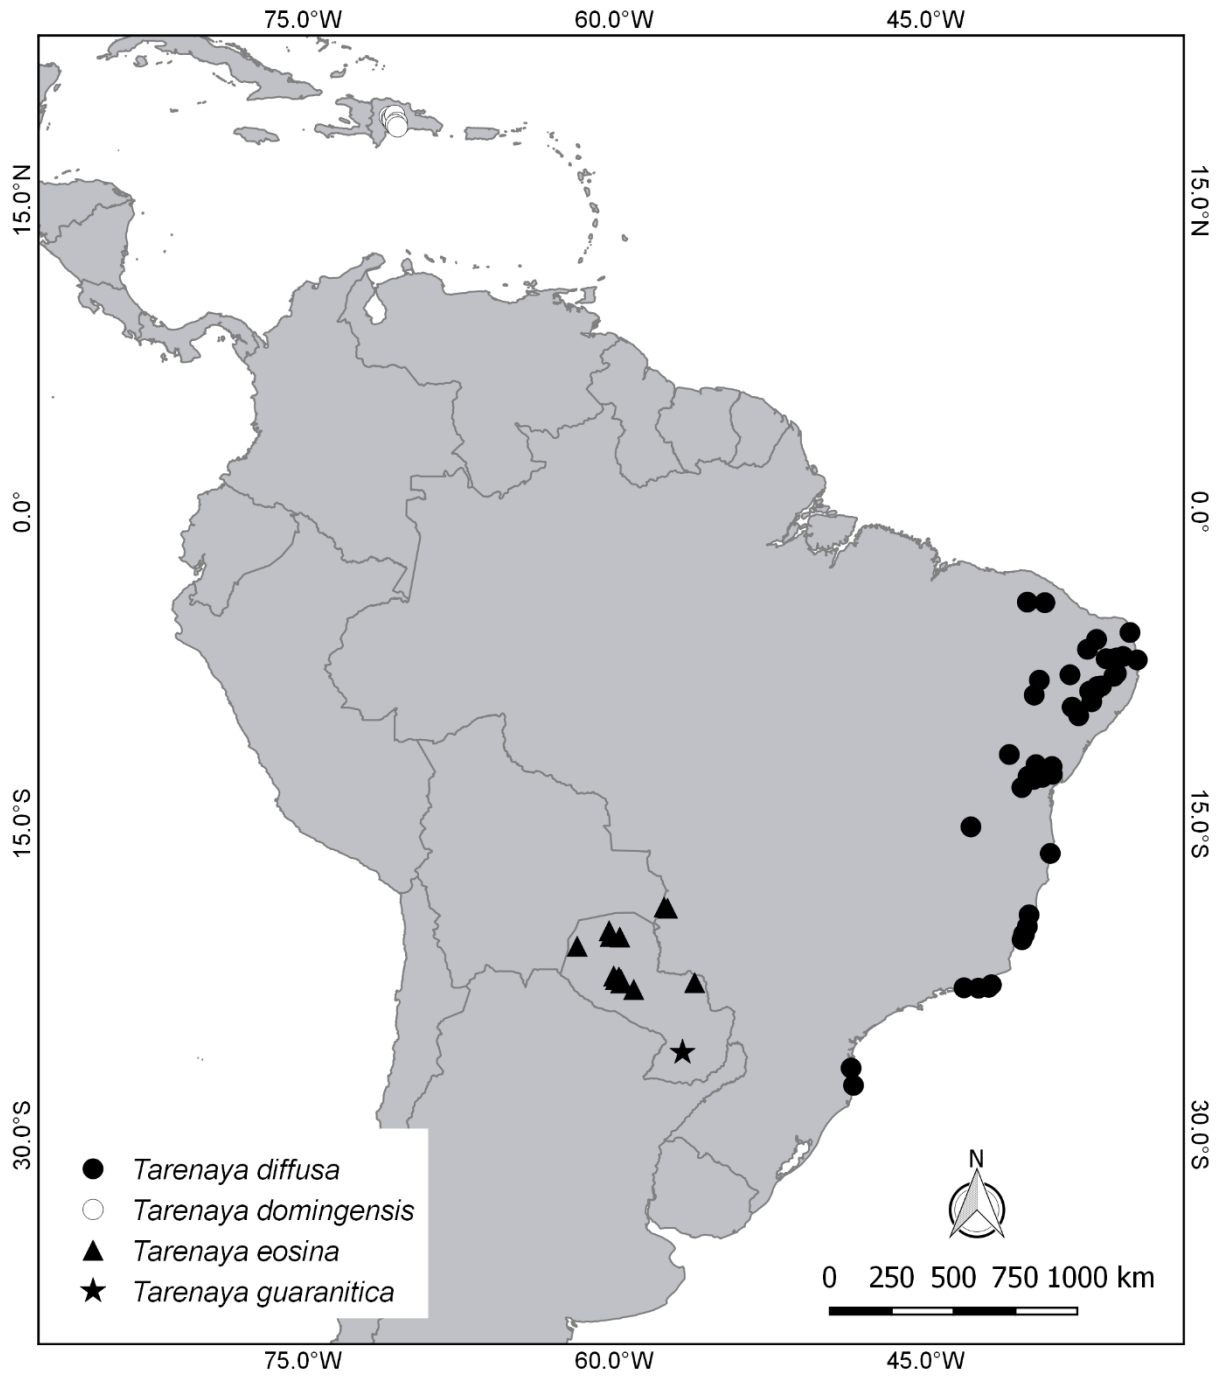 75.0°W 60.0°W 45.0°W
15.0°N 15.0°N
0.0° 0.0°
15.0°S 15.0°S
30.0°S 30.0°S
Tarenaya diffusa
Tarenaya domingensis
Tarenaya eosina
Tarenaya guaranitica
N
0 250 500 750 1000 km
75.0°W 60.0°W 45.0°W